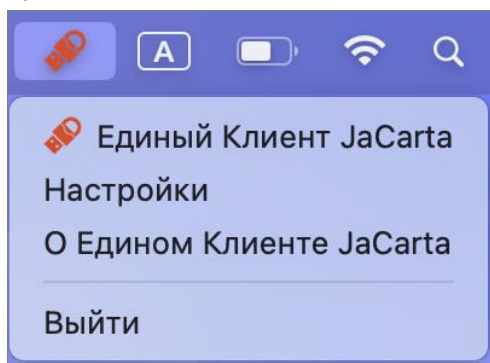 A
Единый Клиент JaCarta
Настройки
О Едином Клиенте JaCarta
Выйти